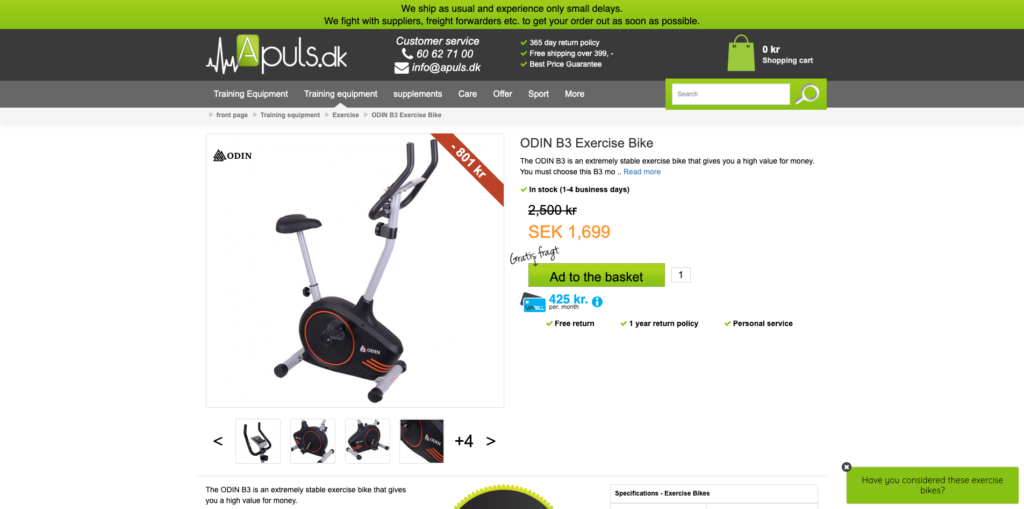 We ship as usual and experience only small delays.
We fight with suppliers, freight forwarders etc. to get your order out as soon as possible.
Apuls.dk
Customer service
60 62 71 00
info@apuls.dk
365 day return policy
Free shipping over 399, -
Best Price Guarantee
0 kr
Shopping cart
Training Equipment Training equipment supplements Care Offer Sport More
Search
front page Training equipment Exercise ODIN B3 Exercise Bike
ODIN
- 801 kr
ODIN
ODIN B3 Exercise Bike
The ODIN B3 is an extremely stable exercise bike that gives you a high value for money.
You must choose this B3 mo .. Read more
In stock (1-4 business days)
2,500 kr
SEK 1,699
Gratis fragt
Ad to the basket
1
425 kr.
per. month
Free return 1 year return policy Personal service
< ODIN +4 >
The ODIN B3 is an extremely stable exercise bike that gives
you a high value for money.
Specifications - Exercise Bikes
Have you considered these exercise
bikes?